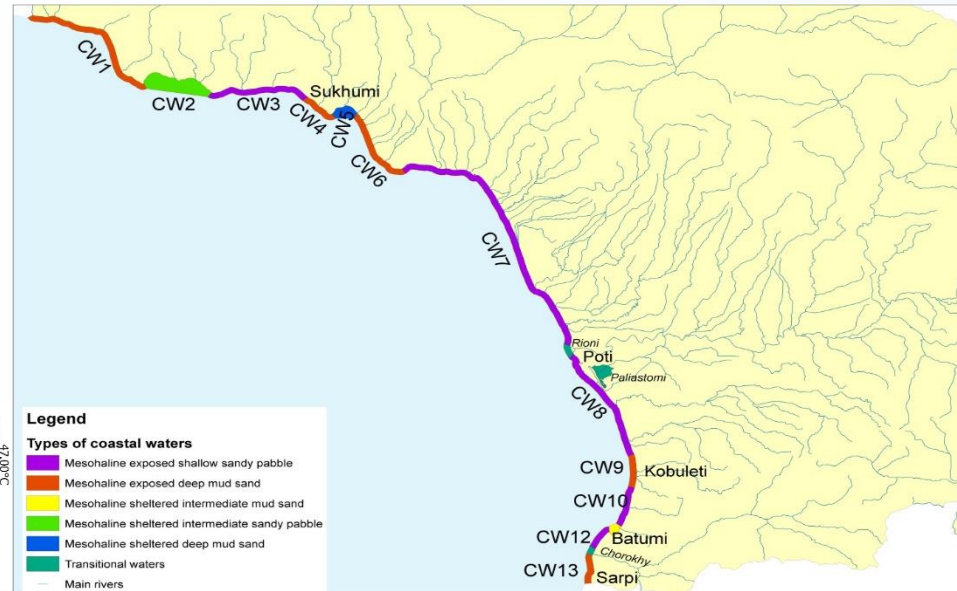 CW1
CW2
CW3
Sukhumi
CW4
CW5
CW6
CW7
Rioni
Poti
Paliastomi
CW8
CW9
Kobuleti
CW10
Batumi
CW12
Chorokhy
CW13
Sarpi
47.00°C
Legend
Types of coastal waters
Mesohaline exposed shallow sandy pabble
Mesohaline exposed deep mud sand
Mesohaline sheltered intermediate mud sand
Mesohaline sheltered intermediate sandy pabble
Mesohaline sheltered deep mud sand
Transitional waters
Main rivers